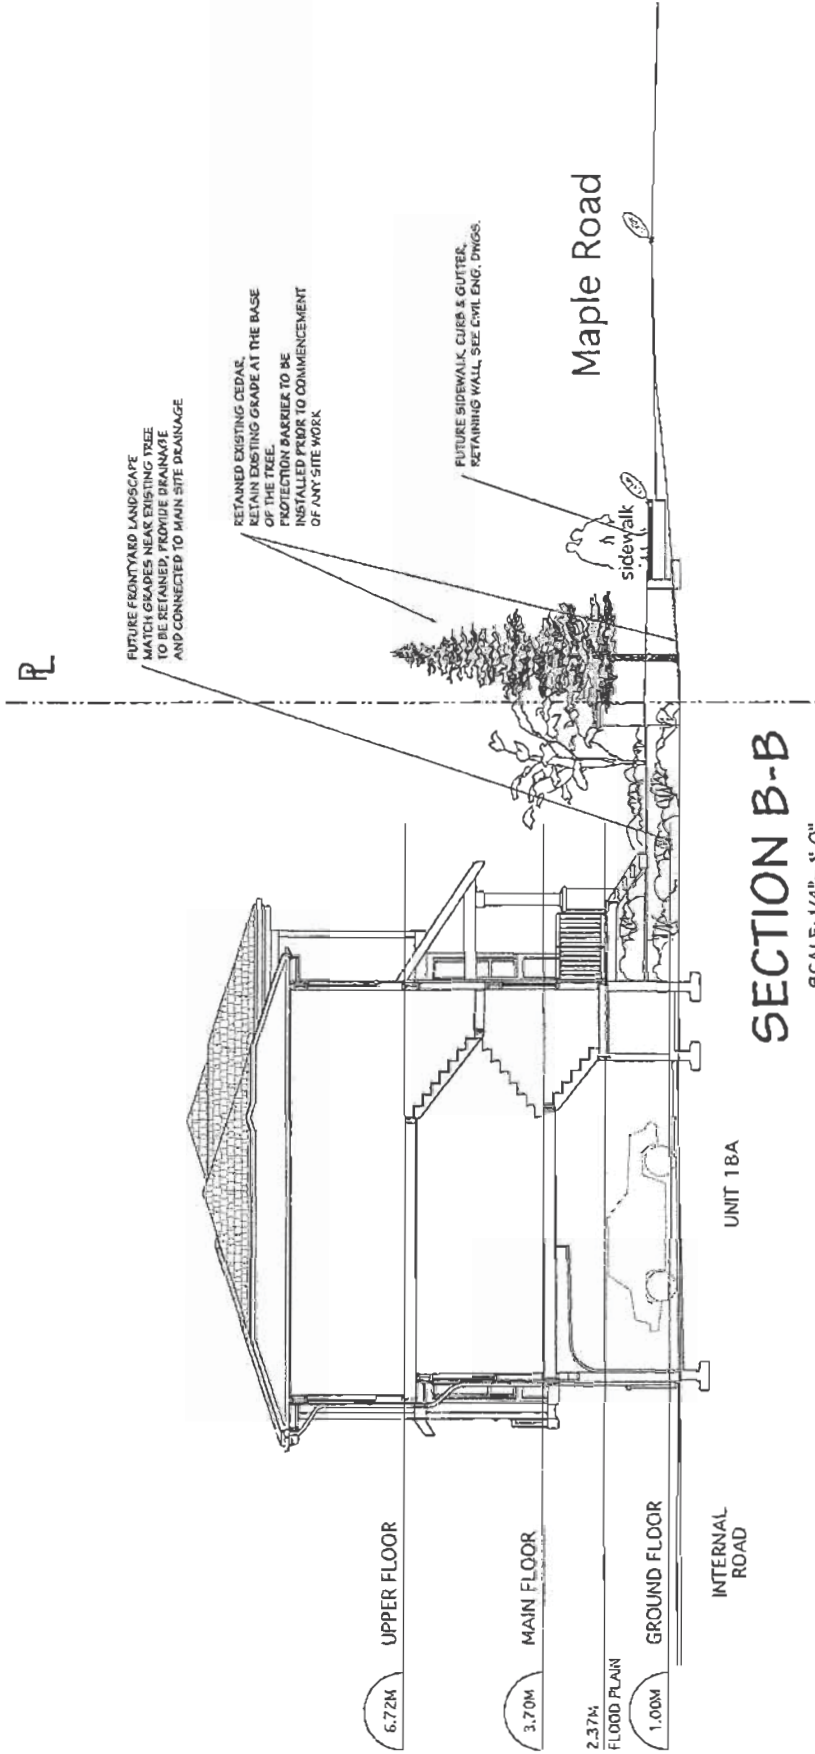 PL
FUTURE FRONTYARD LANDSCAPE
MATCH GRADES NEAR EXISTING TREE
TO BE RETAINED, PROVIDE DRAINAGE
AND CONNECTED TO MAIN SITE DRAINAGE
RETAINED EXISTING CEDAR,
RETAIN EXISTING GRADE AT THE BASE
OF THE TREE.
PROTECTION BARRIER TO BE
INSTALLED PRIOR TO COMMENCEMENT
OF ANY SITE WORK
FUTURE SIDEWALK, CURB & GUTTER,
RETAINING WALL, SEE CIVIL ENG. DWGS.
Maple Road
sidewalk
6.72M
UPPER FLOOR
3.70M
MAIN FLOOR
2.37M
FLOOD PLAIN
1.00M
GROUND FLOOR
INTERNAL
ROAD
UNIT 18A
SECTION B-B